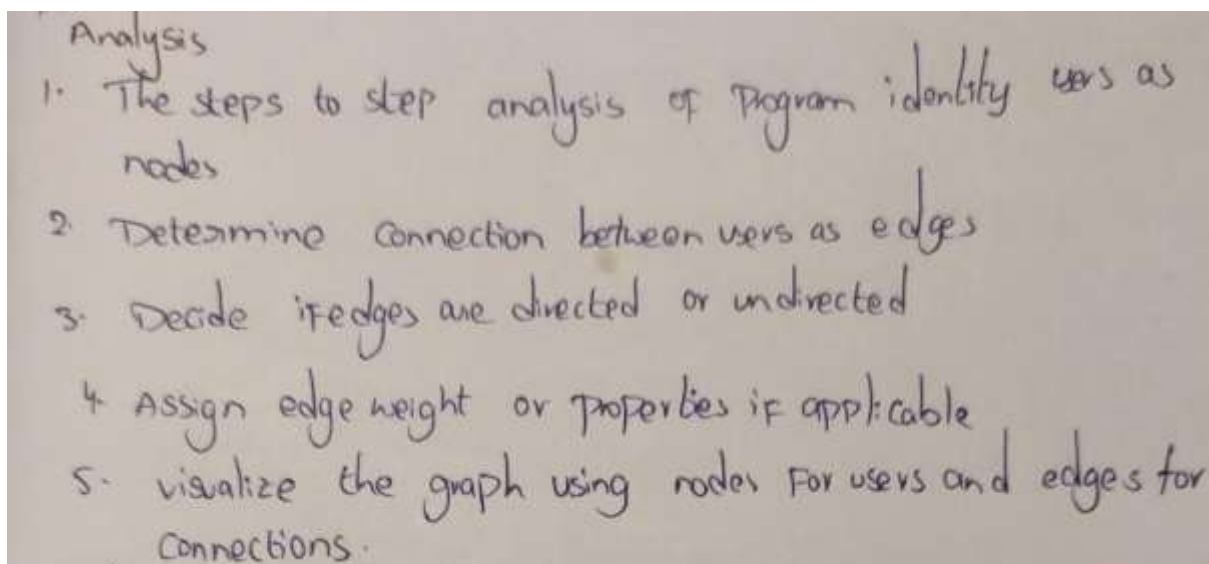 Analysis
1. The steps to step analysis of Program identity users as
nodes
2. Determine connection between users as edges
3. Decide if edges are directed or undirected
4. Assign edge weight or properties if applicable
5. visualize the graph using nodes For users and edges for
connections.